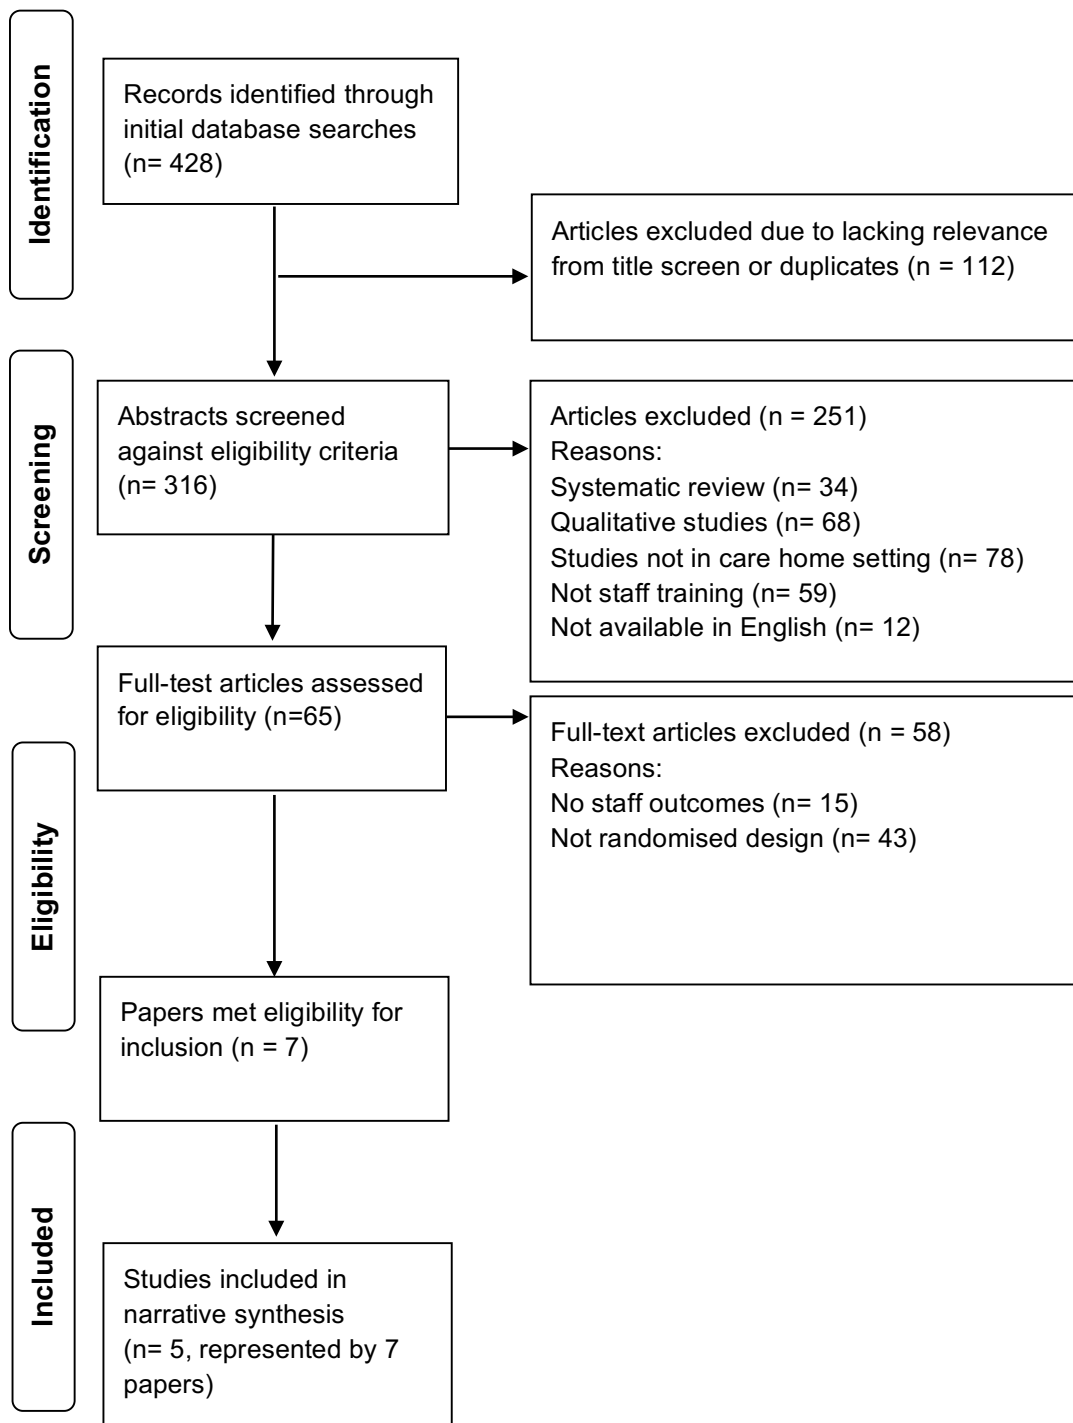 Identification
Records identified through
initial database searches
(n= 428)
Articles excluded due to lacking relevance
from title screen or duplicates (n = 112)
Screening
Abstracts screened
against eligibility criteria
(n= 316)
Articles excluded (n = 251)
Reasons:
Systematic review (n= 34)
Qualitative studies (n= 68)
Studies not in care home setting (n= 78)
Not staff training (n= 59)
Not available in English (n= 12)
Full-test articles assessed
for eligibility (n=65)
Full-text articles excluded (n = 58)
Reasons:
No staff outcomes (n= 15)
Not randomised design (n= 43)
Eligibility
Papers met eligibility for
inclusion (n = 7)
Included
Studies included in
narrative synthesis
(n= 5, represented by 7
papers)